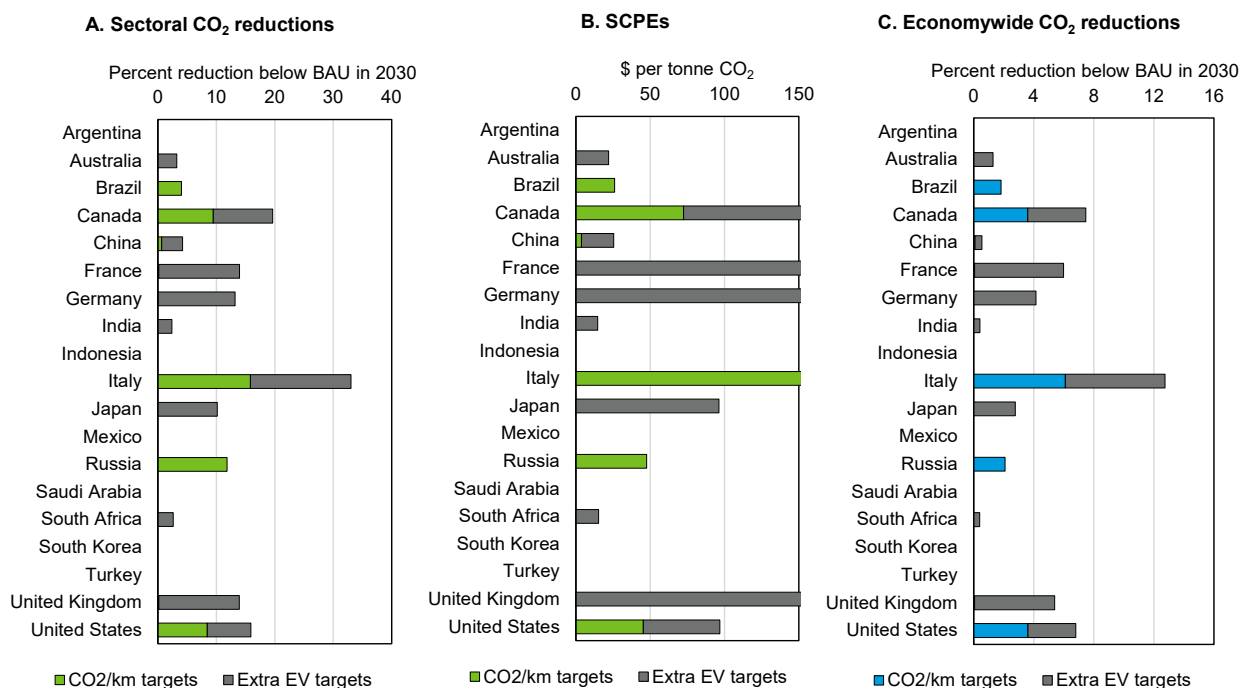 A. Sectoral CO₂ reductions
Percent reduction below BAU in 2030
0 10 20 30 40
Argentina
Australia
Brazil
Canada
China
France
Germany
India
Indonesia
Italy
Japan
Mexico
Russia
Saudi Arabia
South Africa
South Korea
Turkey
United Kingdom
United States
CO2/km targets Extra EV targets
B. SCPEs
$ per tonne CO₂
0 50 100 150
Argentina
Australia
Brazil
Canada
China
France
Germany
India
Indonesia
Italy
Japan
Mexico
Russia
Saudi Arabia
South Africa
South Korea
Turkey
United Kingdom
United States
CO2/km targets Extra EV targets
C. Economywide CO₂ reductions
Percent reduction below BAU in 2030
0 4 8 12 16
Argentina
Australia
Brazil
Canada
China
France
Germany
India
Indonesia
Italy
Japan
Mexico
Russia
Saudi Arabia
South Africa
South Korea
Turkey
United Kingdom
United States
CO2/km targets Extra EV targets